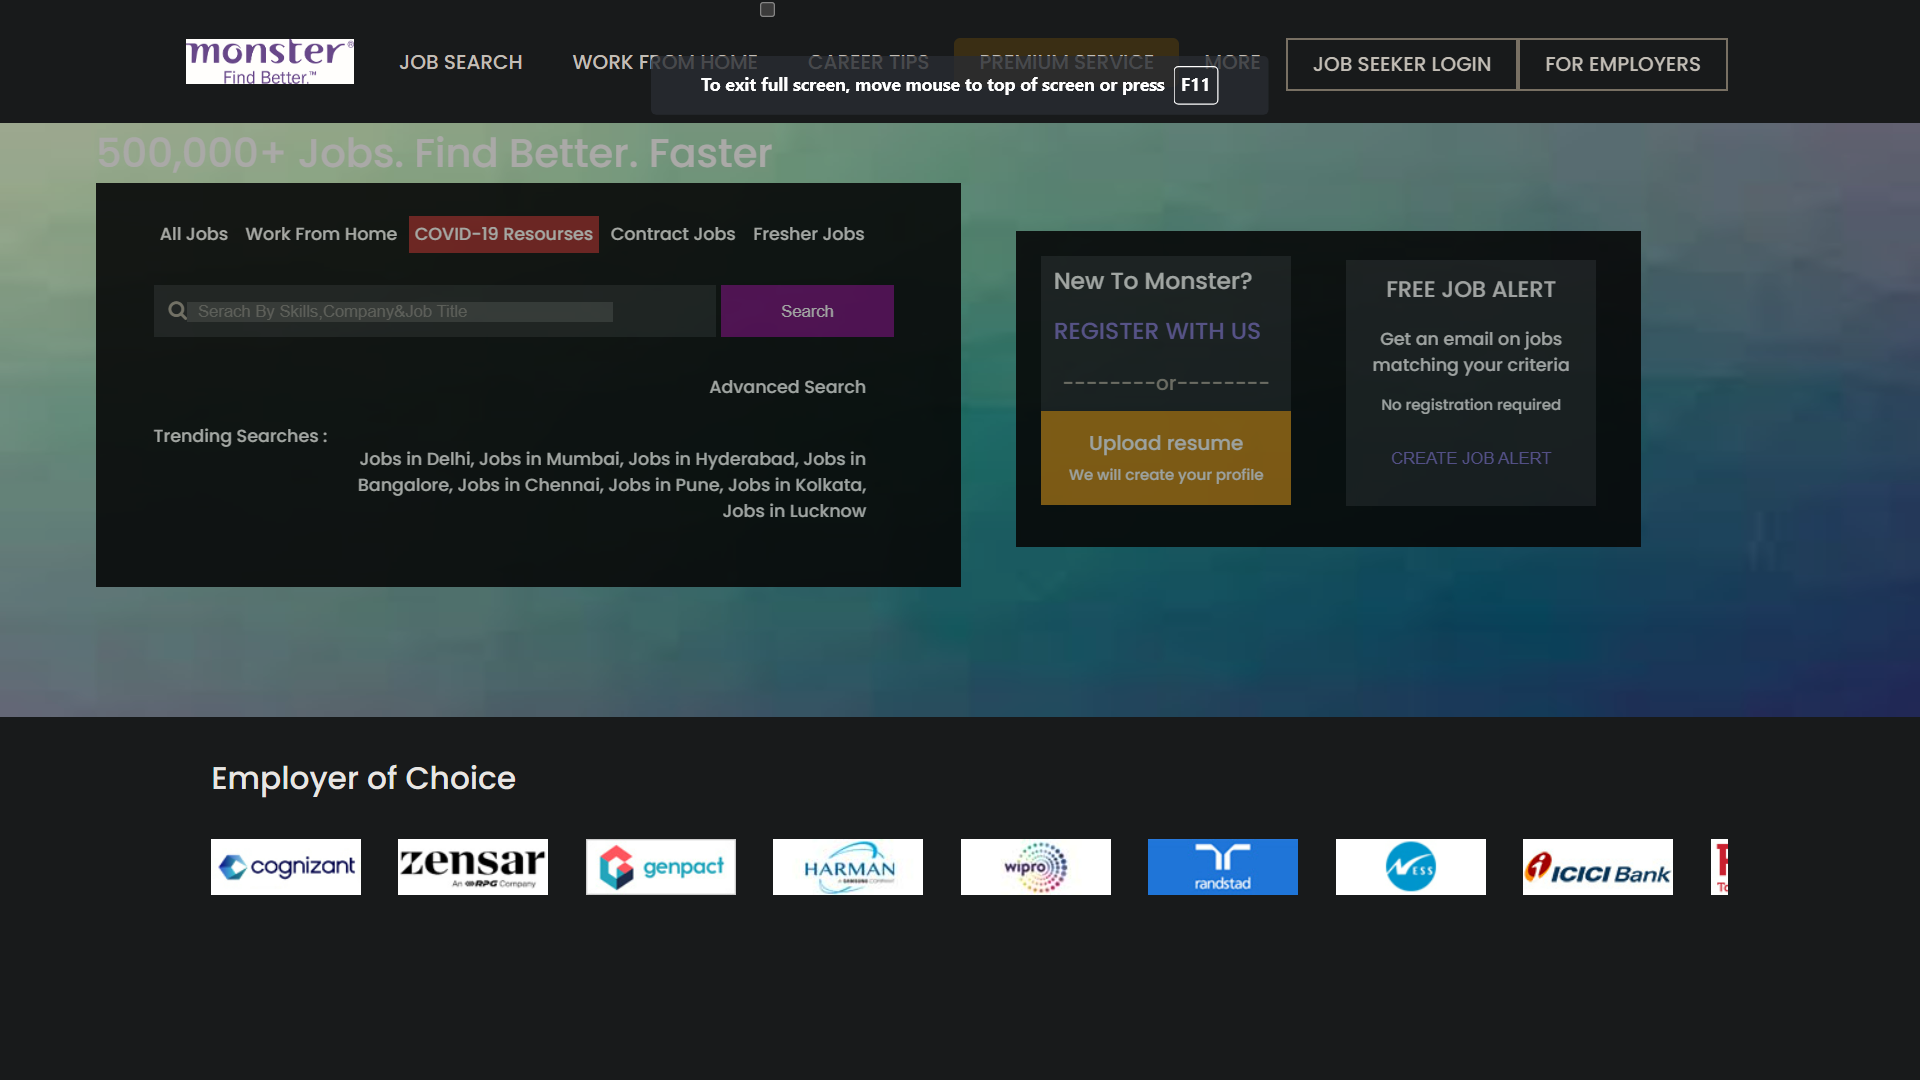 monster®
Find Better.™
JOB SEARCH
WORK FROM HOME
CAREER TIPS
PREMIUM SERVICE
MORE
JOB SEEKER LOGIN
FOR EMPLOYERS
To exit full screen, move mouse to top of screen or press F11
500,000+ Jobs. Find Better. Faster
All Jobs
Work From Home
COVID-19 Resourses
Contract Jobs
Fresher Jobs
Serach By Skills,Company&Job Title
Search
Advanced Search
Trending Searches :
Jobs in Delhi, Jobs in Mumbai, Jobs in Hyderabad, Jobs in
Bangalore, Jobs in Chennai, Jobs in Pune, Jobs in Kolkata,
Jobs in Lucknow
New To Monster?
REGISTER WITH US
--------or--------
Upload resume
We will create your profile
FREE JOB ALERT
Get an email on jobs
matching your criteria
No registration required
CREATE JOB ALERT
Employer of Choice
cognizant
zensar
An RPG Company
genpact
HARMAN
A SAMSUNG COMPANY
wipro
randstad
NESS
ICICI Bank